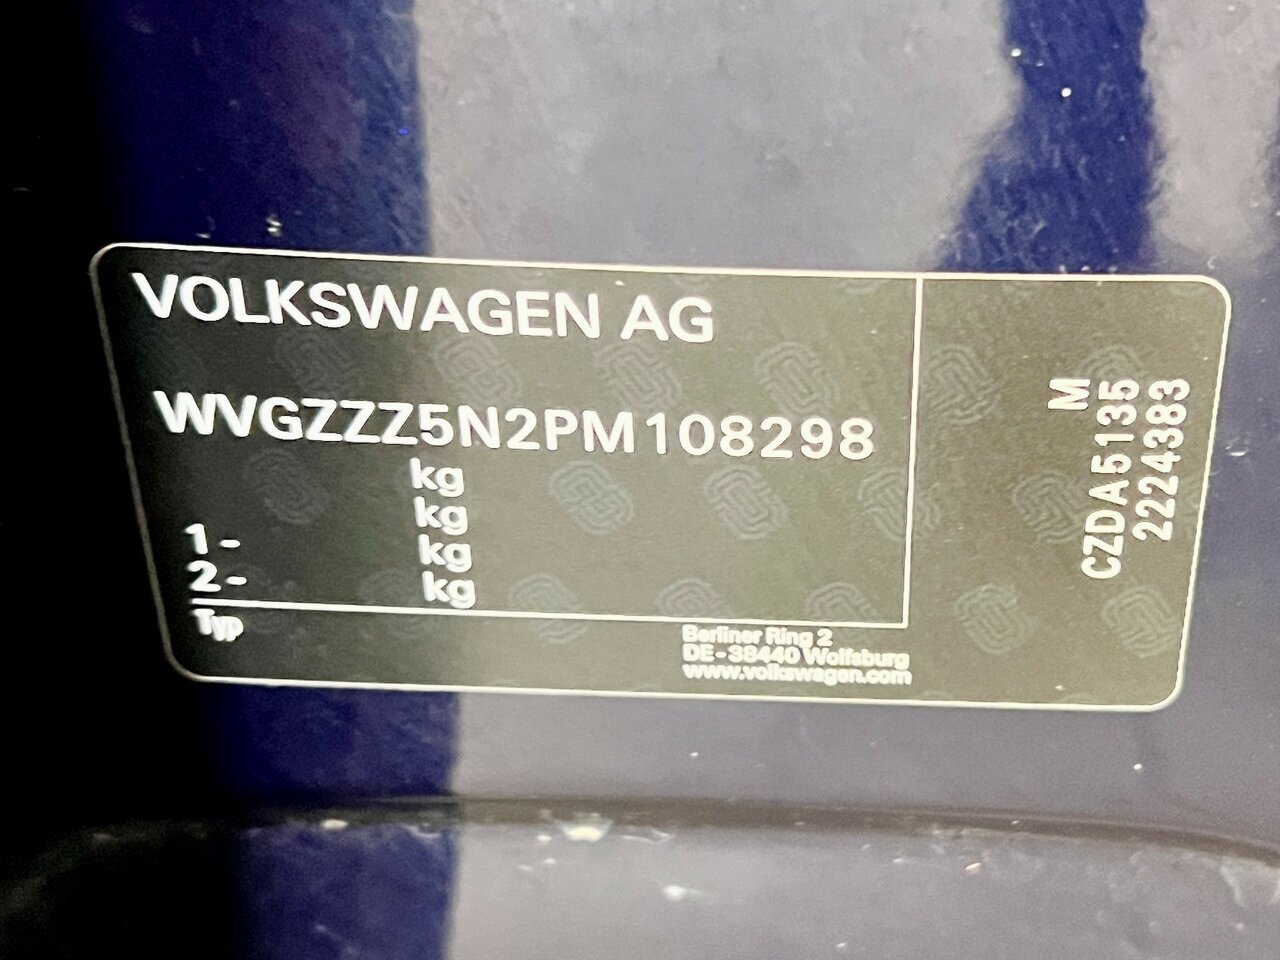 VOLKSWAGEN AG
WVGZZZ5N2PM108298
kg
kg
1- kg
2- kg
Typ
Berliner Ring 2
DE-38440 Wolfsburg
www.volkswagen.com
M
CZDA5135
2224383